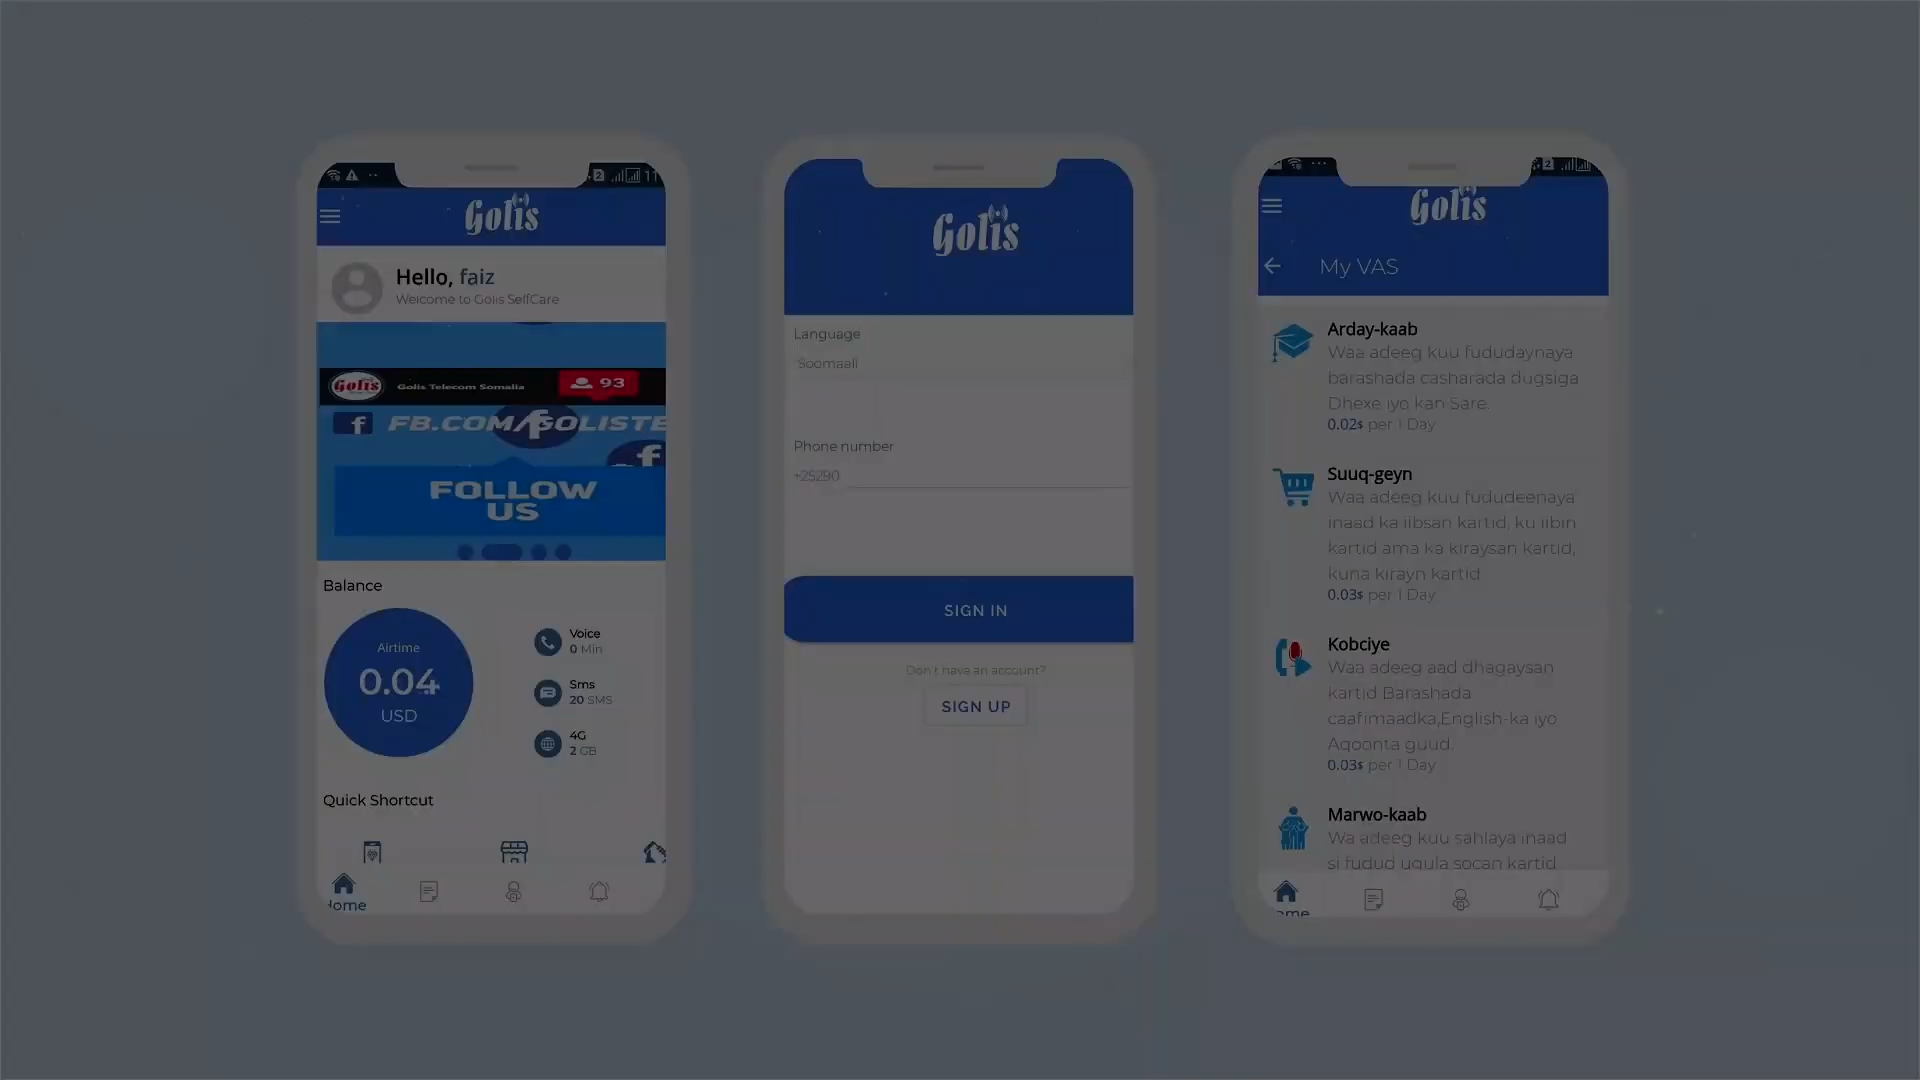 11
Golis
Hello, faiz
Welcome to Golis SelfCare
Golis
Golis Telecom Somalia
93
f
FB.COM/GOLISTE
f
f
FOLLOW
US
Balance
Airtime
0.04
USD
Voice
0 Min
Sms
20 SMS
4G
2 GB
Quick Shortcut
Home
Golis
Language
Soomaali
Phone number
+25290
SIGN IN
Don't have an account?
SIGN UP
2
Golis
My VAS
Arday-kaab
Waa adeeg kuu fududaynaya
barashada casharada dugsiga
Dhexe iyo kan Sare.
0.02$ per 1 Day
Suuq-geyn
Waa adeeg kuu fududeenaya
inaad ka iibsan kartid, ku iibin
kartid ama ka kiraysan kartid,
kuna kirayn kartid
0.03$ per 1 Day
Kobciye
Waa adeeg aad dhagaysan
kartid Barashada
caafimaadka,English-ka iyo
Aqoonta guud.
0.03$ per 1 Day
Marwo-kaab
Wa adeeg kuu sahlaya inaad
si fudud ugula socan kartid